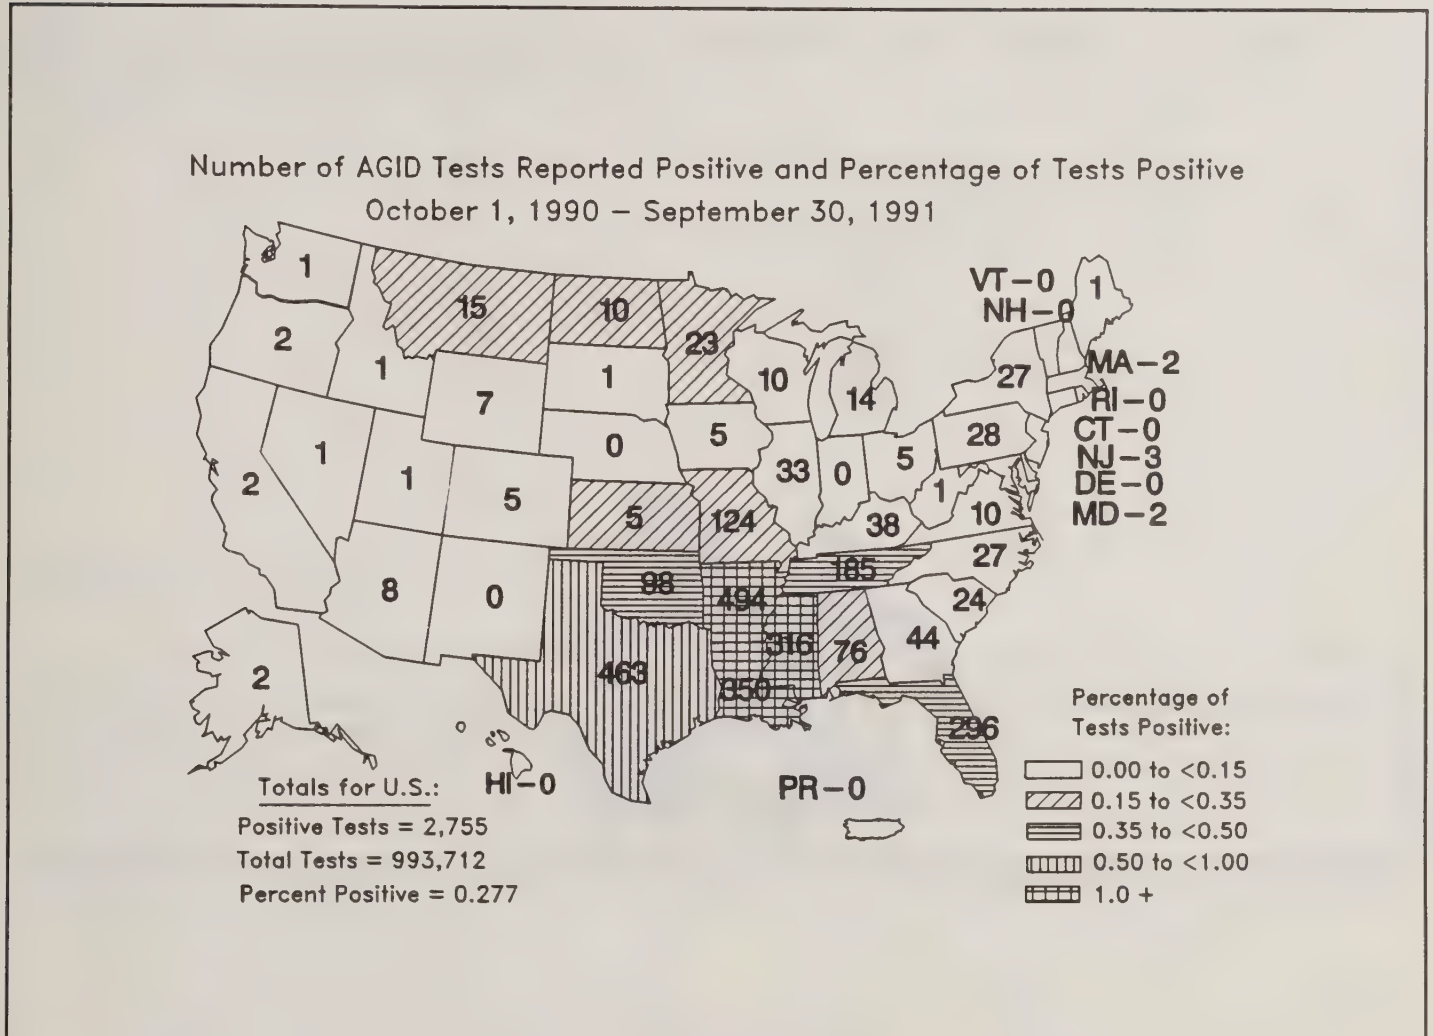 Number of AGID Tests Reported Positive and Percentage of Tests Positive
October 1, 1990 – September 30, 1991
1
15
10
VT–0
1
NH–0
2
23
1
1
10
27
MA–2
7
14
RI–0
0
5
28
CT–0
1
33
0
5
NJ–3
2
1
5
1
DE–0
5
124
38
10
MD–2
27
8
0
98
185
494
24
316
76
44
2
463
350
296
Percentage of
Tests Positive:
HI–0
PR–0
0.00 to <0.15
0.15 to <0.35
0.35 to <0.50
0.50 to <1.00
1.0 +
Totals for U.S.:
Positive Tests = 2,755
Total Tests = 993,712
Percent Positive = 0.277